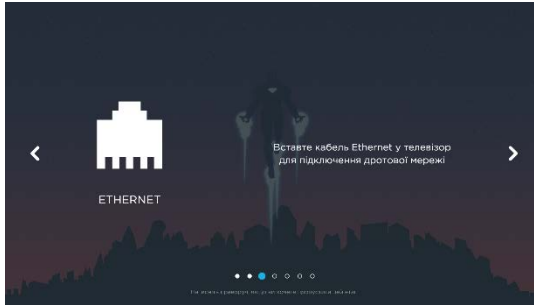 Вставте кабель Ethernet у телевізор
для підключення дротової мережі
ETHERNET